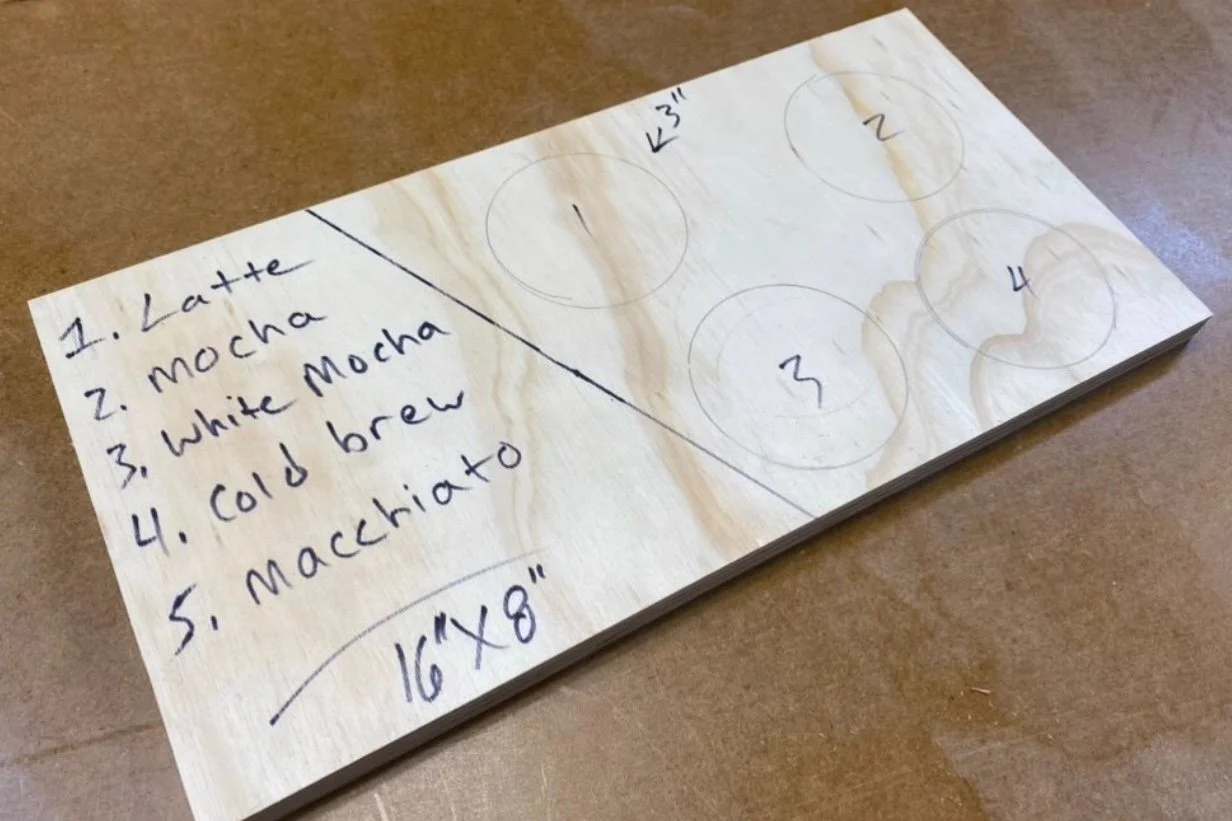 1. Latte
2. Mocha
3. White Mocha
4. Cold brew
5. Macchiato
16"X8"
1
3"
2
3
4